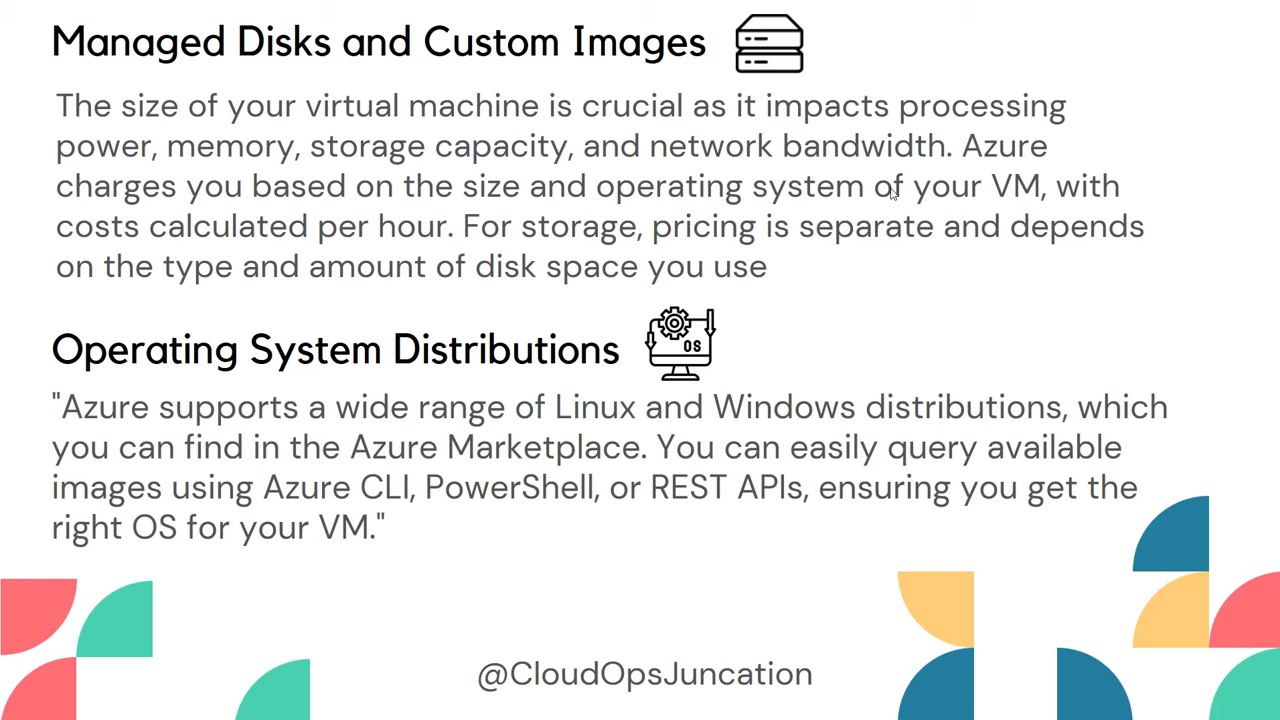 Managed Disks and Custom Images
The size of your virtual machine is crucial as it impacts processing
power, memory, storage capacity, and network bandwidth. Azure
charges you based on the size and operating system of your VM, with
costs calculated per hour. For storage, pricing is separate and depends
on the type and amount of disk space you use
Operating System Distributions
OS
"Azure supports a wide range of Linux and Windows distributions, which
you can find in the Azure Marketplace. You can easily query available
images using Azure CLI, PowerShell, or REST APIs, ensuring you get the
right OS for your VM."
@CloudOpsJuncation